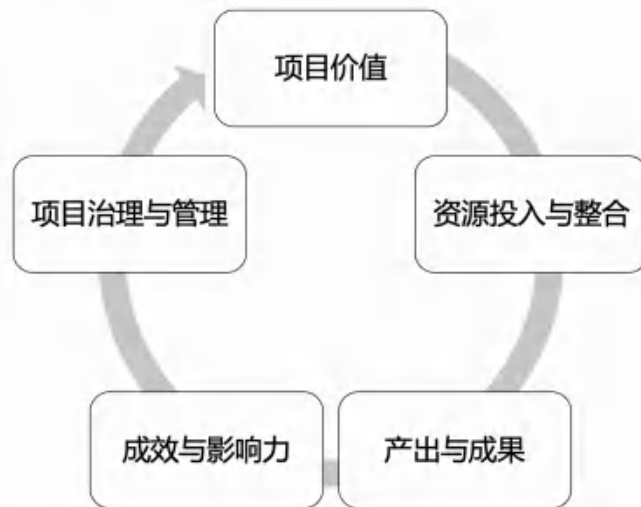 项目价值
项目治理与管理
资源投入与整合
成效与影响力
产出与成果